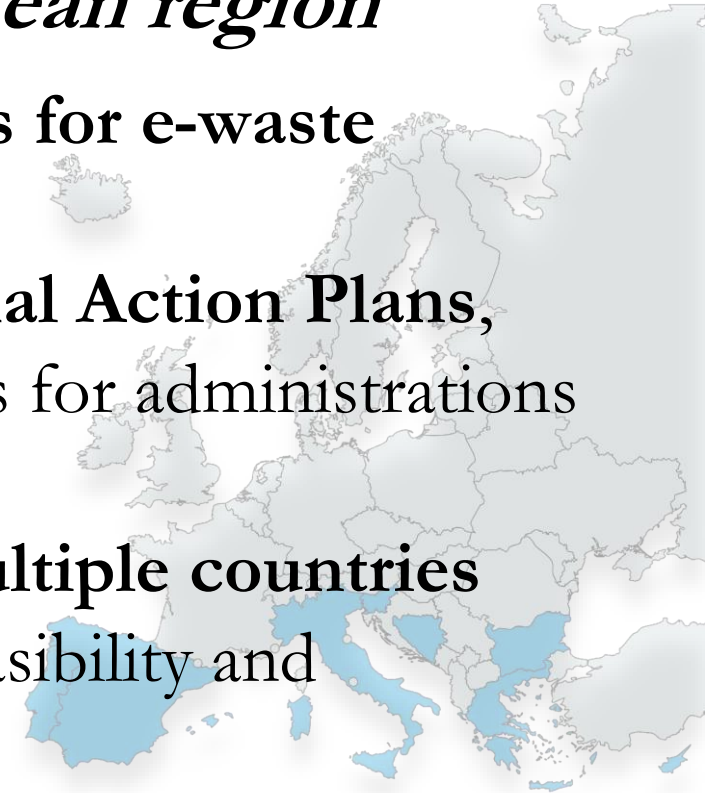 ean region
s for e-waste
al Action Plans,
s for administrations
ultiple countries
sibility and